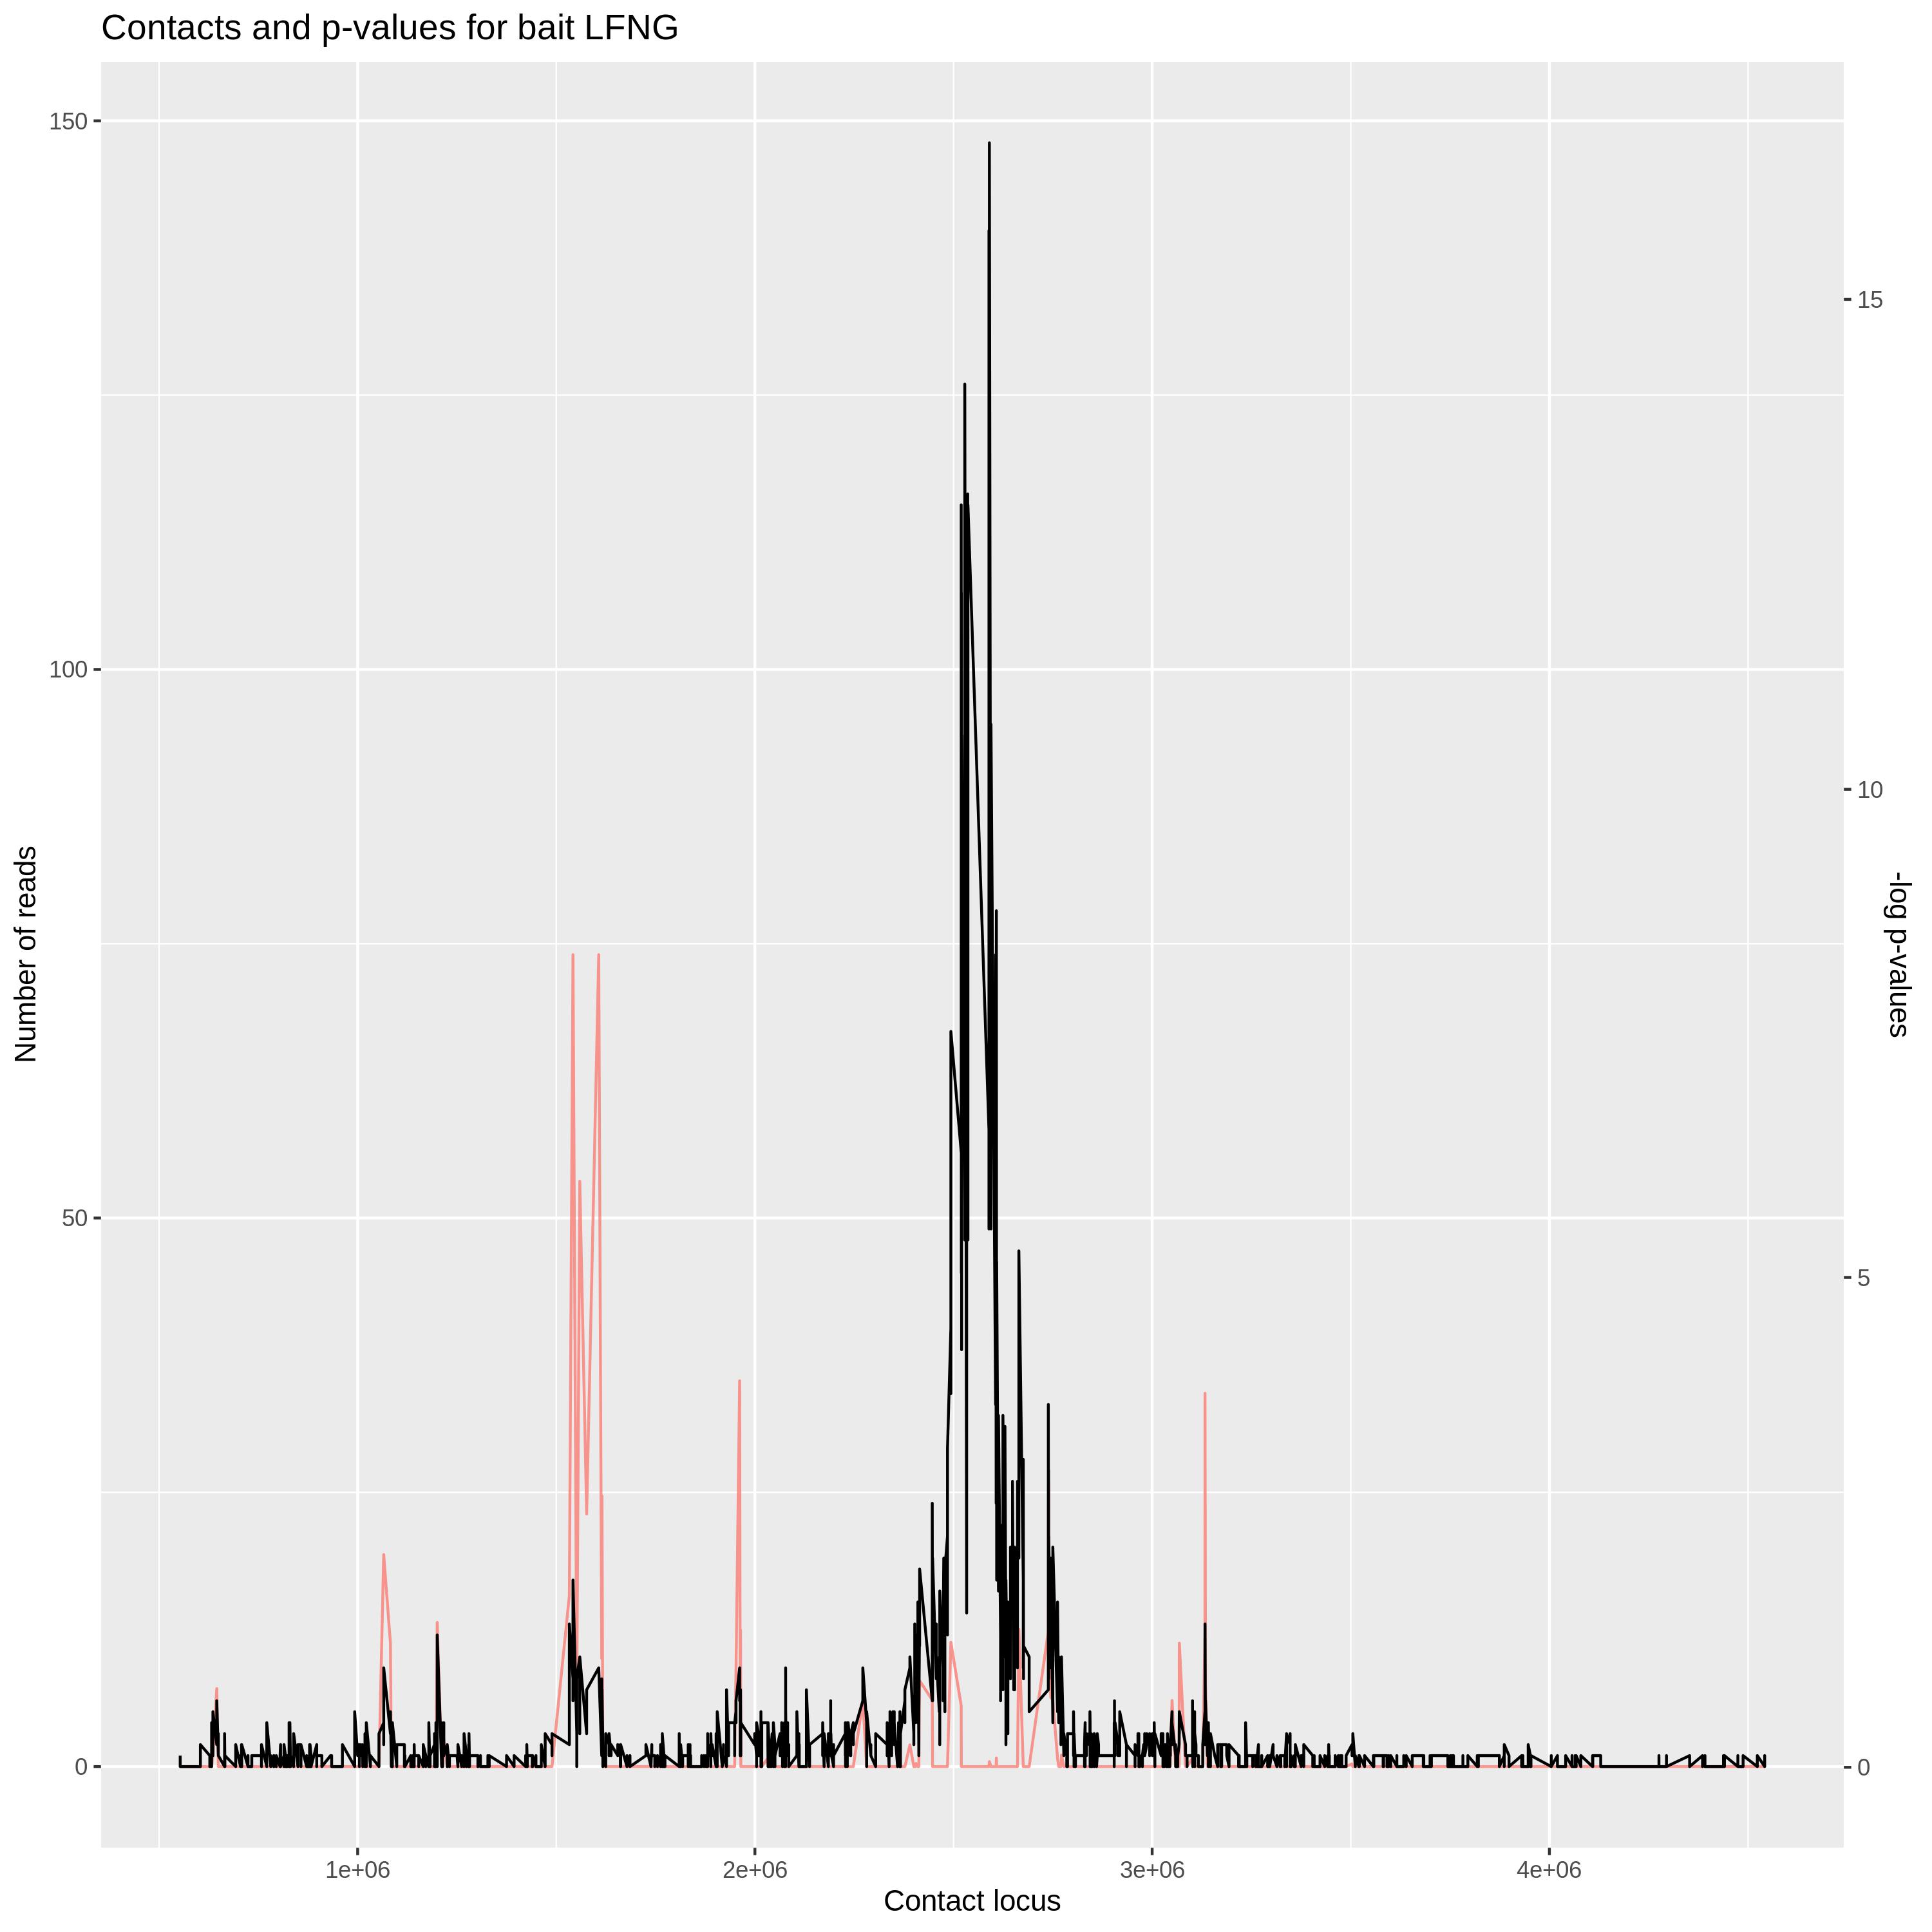 Contacts and p-values for bait LFNG
150
100
50
0
Number of reads
15
10
5
0
-log p-values
1e+06
2e+06
3e+06
4e+06
Contact locus